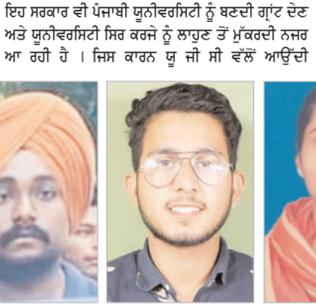 ਇਹ ਸਰਕਾਰ ਵੀ ਪੰਜਾਬੀ ਯੂਨੀਵਰਸਿਟੀ ਨੂੰ ਬਣਦੀ ਗ੍ਰਾਂਟ ਦੇਣ
ਅਤੇ ਯੂਨੀਵਰਸਿਟੀ ਸਿਰ ਕਰਜੇ ਨੂੰ ਲਾਹੁਣ ਤੋਂ ਮੁੱਕਰਦੀ ਨਜਰ
ਆ ਰਹੀ ਹੈ । ਜਿਸ ਕਾਰਨ ਯੂ ਜੀ ਸੀ ਵੱਲੋਂ ਆਉਂਦੀ